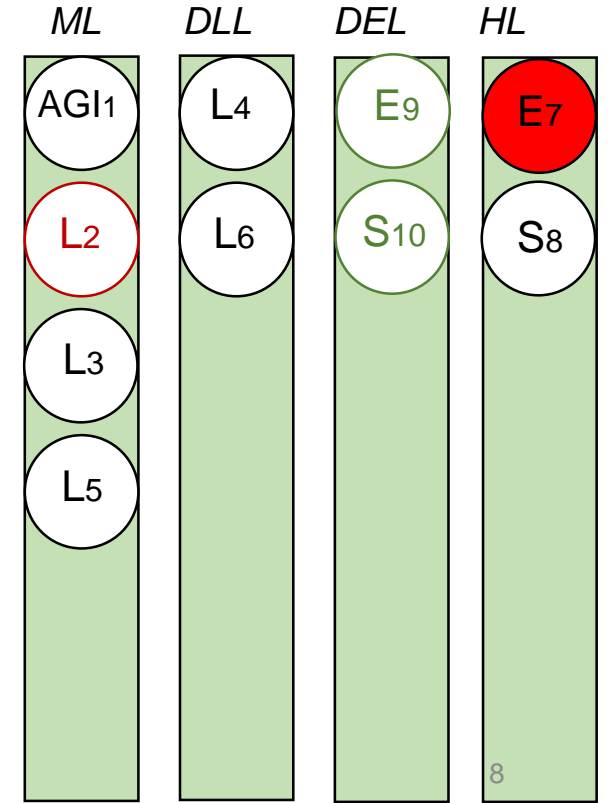 ML DLL DEL HL
AGI1 L4 E9 E7
L2 L6 S10 S8
L3
L5
8